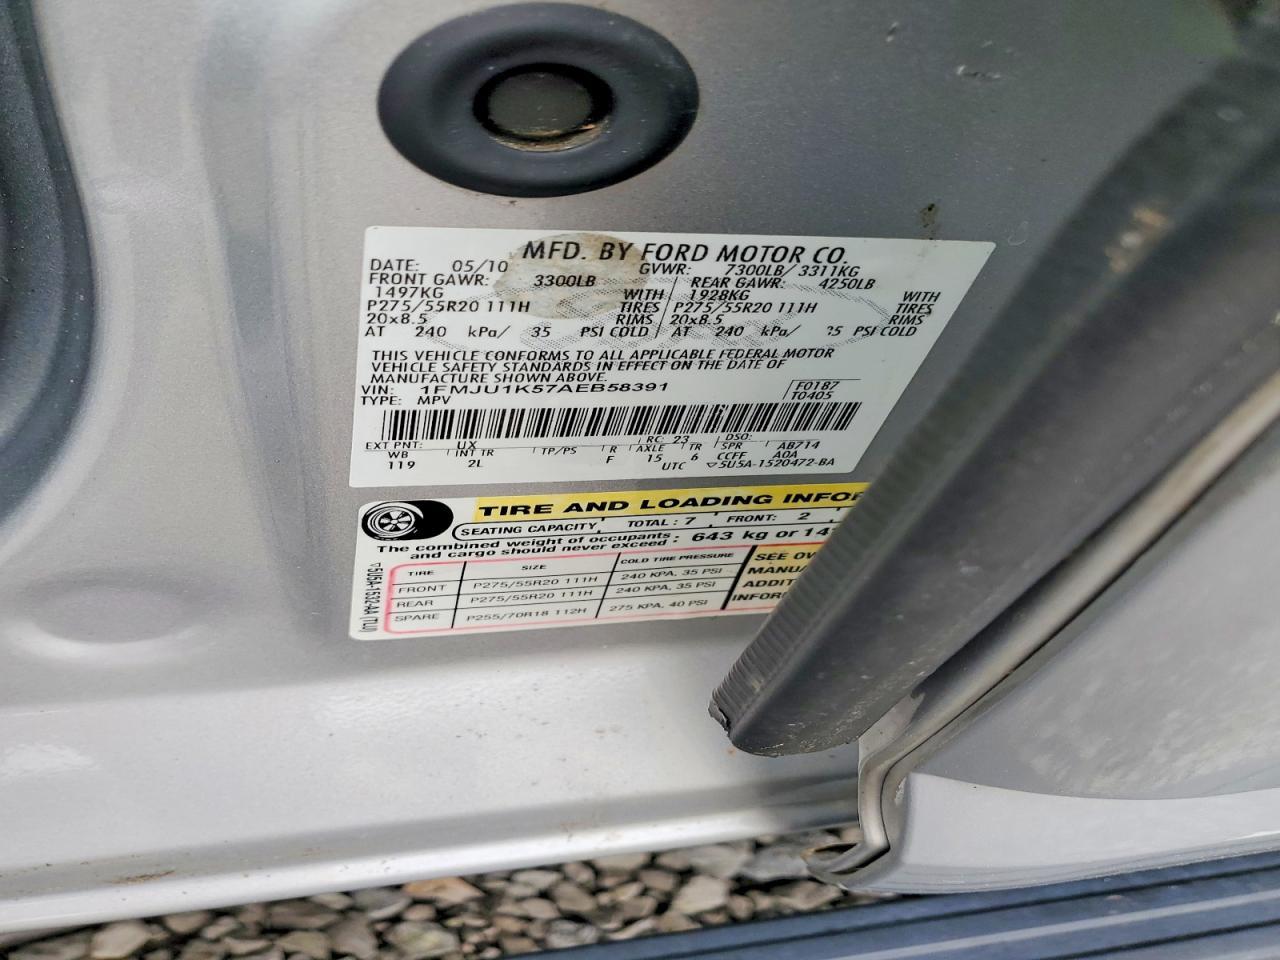 MFD. BY FORD MOTOR CO.
DATE: 05/10 GVWR: 7300LB/ 3311KG
FRONT GAWR: 3300LB REAR GAWR: 4250LB
1497KG WITH 1928KG WITH
P275/55R20 111H TIRES P275/55R20 111H TIRES
20x8.5 RIMS 20x8.5 RIMS
AT 240 kPa/ 35 PSI COLD AT 240 kPa/ 35 PSI COLD
THIS VEHICLE CONFORMS TO ALL APPLICABLE FEDERAL MOTOR
VEHICLE SAFETY STANDARDS IN EFFECT ON THE DATE OF
MANUFACTURE SHOWN ABOVE.
VIN: 1FMJU1K57AEB58391 F0187
TYPE: MPV T0405
EXT PNT: UX RC: 23 DSO:
WB INT TR TP/PS R AXLE TR SPR AB714
119 2L F 15 6 CCFF A0A
UTC ▽5U5A-1520472-BA
TIRE AND LOADING INFOR
SEATING CAPACITY TOTAL: 7 FRONT: 2
The combined weight of occupants
and cargo should never exceed: 643 kg or 14
TIRE SIZE COLD TIRE PRESSURE SEE OW
FRONT P275/55R20 111H 240 KPA, 35 PSI MANUA
REAR P275/55R20 111H 240 KPA, 35 PSI ADDIT
SPARE P255/70R18 112H 275 KPA, 40 PSI INFOR
▽5U5A-1532-AA (TLU)